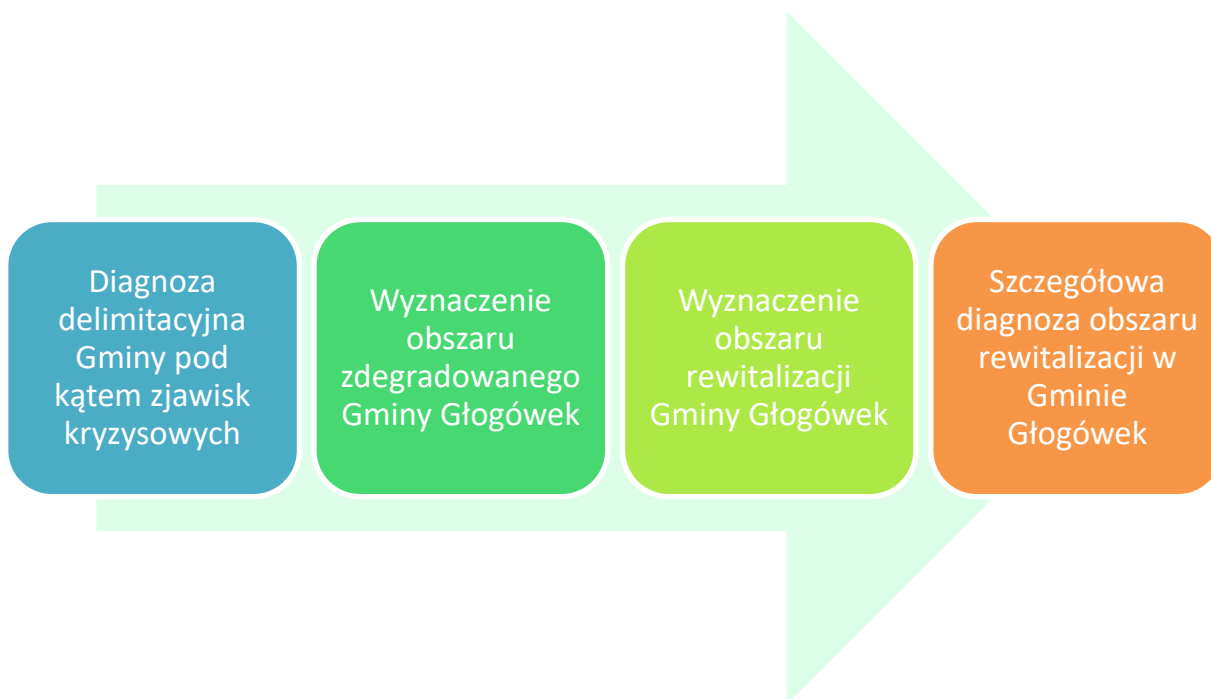 Diagnoza
delimitacyjna
Gminy pod
kątem zjawisk
kryzysowych
Wyznaczenie
obszaru
zdegradowanego
Gminy Głogówek
Wyznaczenie
obszaru
rewitalizacji
Gminy Głogówek
Szczegółowa
diagnoza obszaru
rewitalizacji w
Gminie
Głogówek